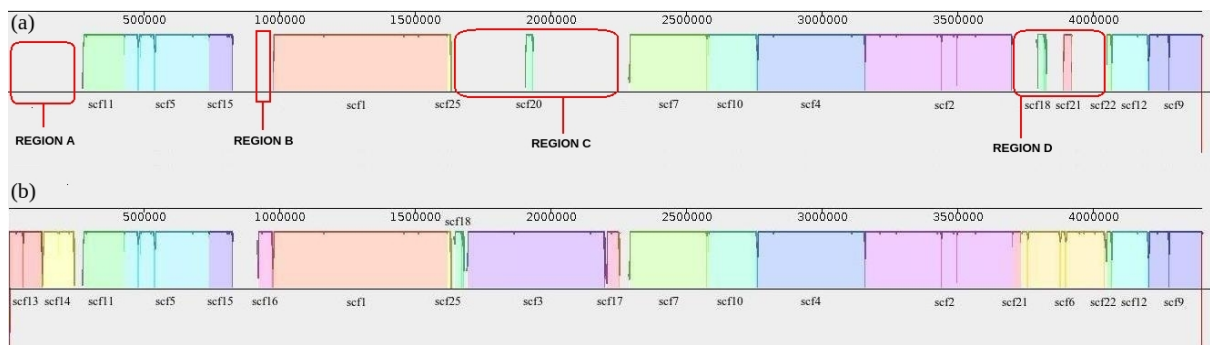 (a)
500000 1000000 1500000 2000000 2500000 3000000 3500000 4000000
scf11 scf5 scf15 scf1 scf25 scf20 scf7 scf10 scf4 scf2 scf18 scf21 scf22 scf12 scf9
REGION A REGION B REGION C REGION D
(b)
500000 1000000 1500000 2000000 2500000 3000000 3500000 4000000
scf18
scf13 scf14 scf11 scf5 scf15 scf16 scf1 scf25 scf3 scf17 scf7 scf10 scf4 scf2 scf21 scf6 scf22 scf12 scf9